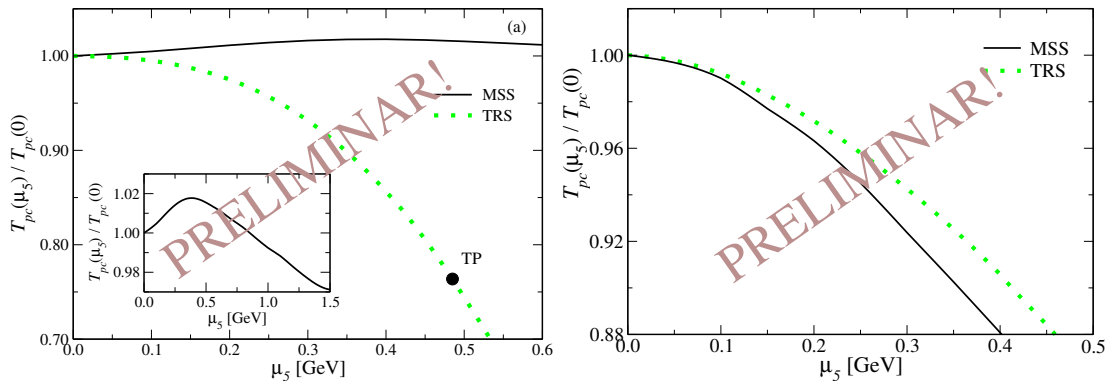 (a)
T_pc(μ_5) / T_pc(0)
1.00
0.90
0.80
0.70
MSS
TRS
PRELIMINAR!
TP
T_pc(μ_5) / T_pc(0)
1.02
1.00
0.98
0.0 0.5 1.0 1.5
μ_5 [GeV]
0.0 0.1 0.2 0.3 0.4 0.5 0.6
μ_5 [GeV]
T_pc(μ_5) / T_pc(0)
1.00
0.96
0.92
0.88
MSS
TRS
PRELIMINAR!
0.0 0.1 0.2 0.3 0.4 0.5
μ_5 [GeV]